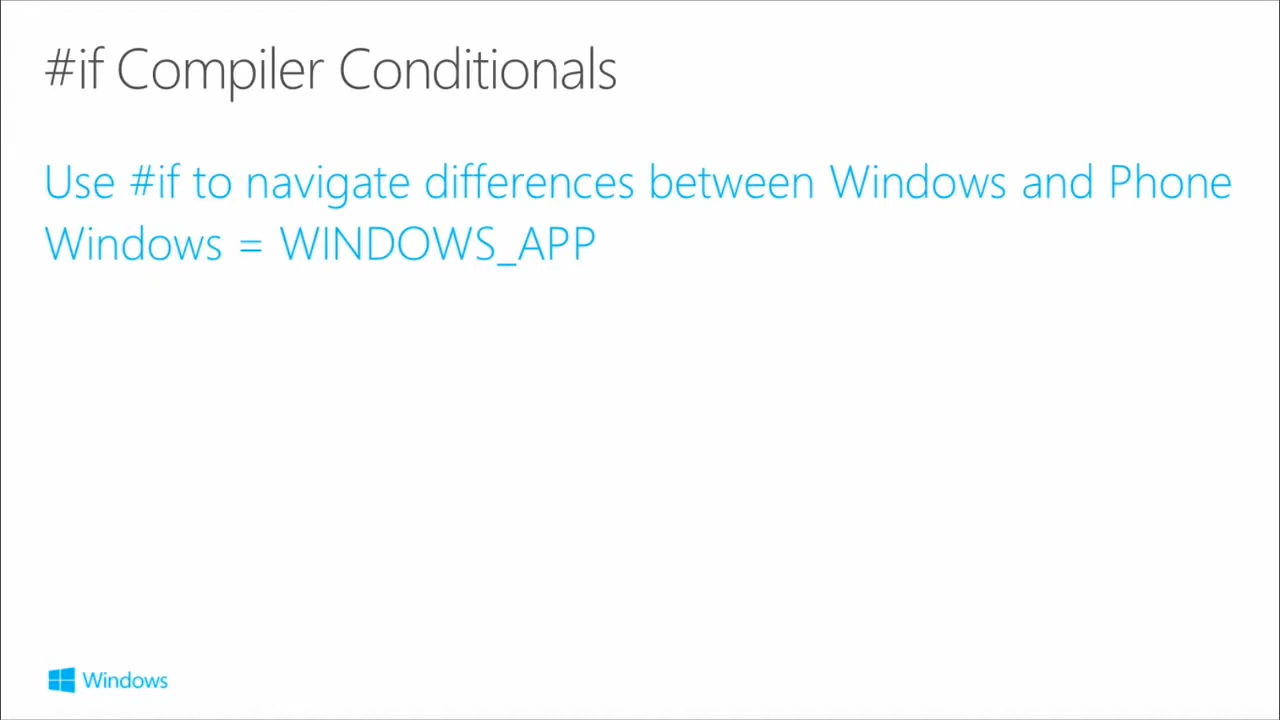 #if Compiler Conditionals
Use #if to navigate differences between Windows and Phone
Windows = WINDOWS_APP
Windows